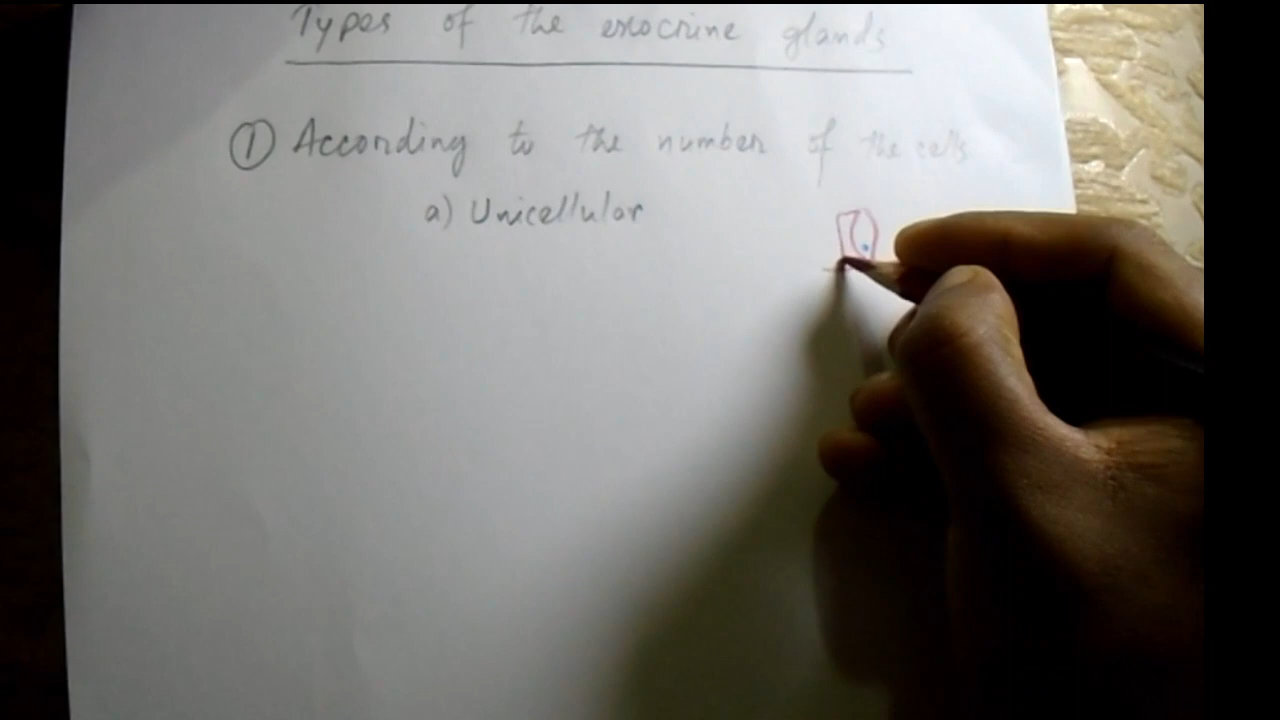 Types of the exocrine glands
① According to the number of the cells
a) Unicellular